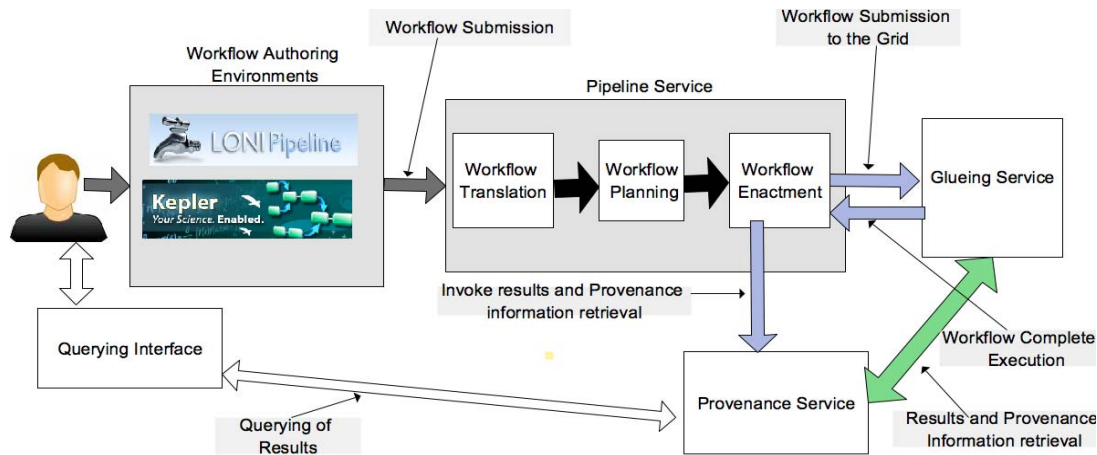 Workflow Submission
Workflow Submission
to the Grid
Workflow Authoring
Environments
Pipeline Service
LONI Pipeline
Kepler
Your Science. Enabled.
Workflow
Translation
Workflow
Planning
Workflow
Enactment
Glueing Service
Invoke results and Provenance
information retrieval
Querying Interface
Workflow Complete
Execution
Provenance Service
Querying of
Results
Results and Provenance
Information retrieval